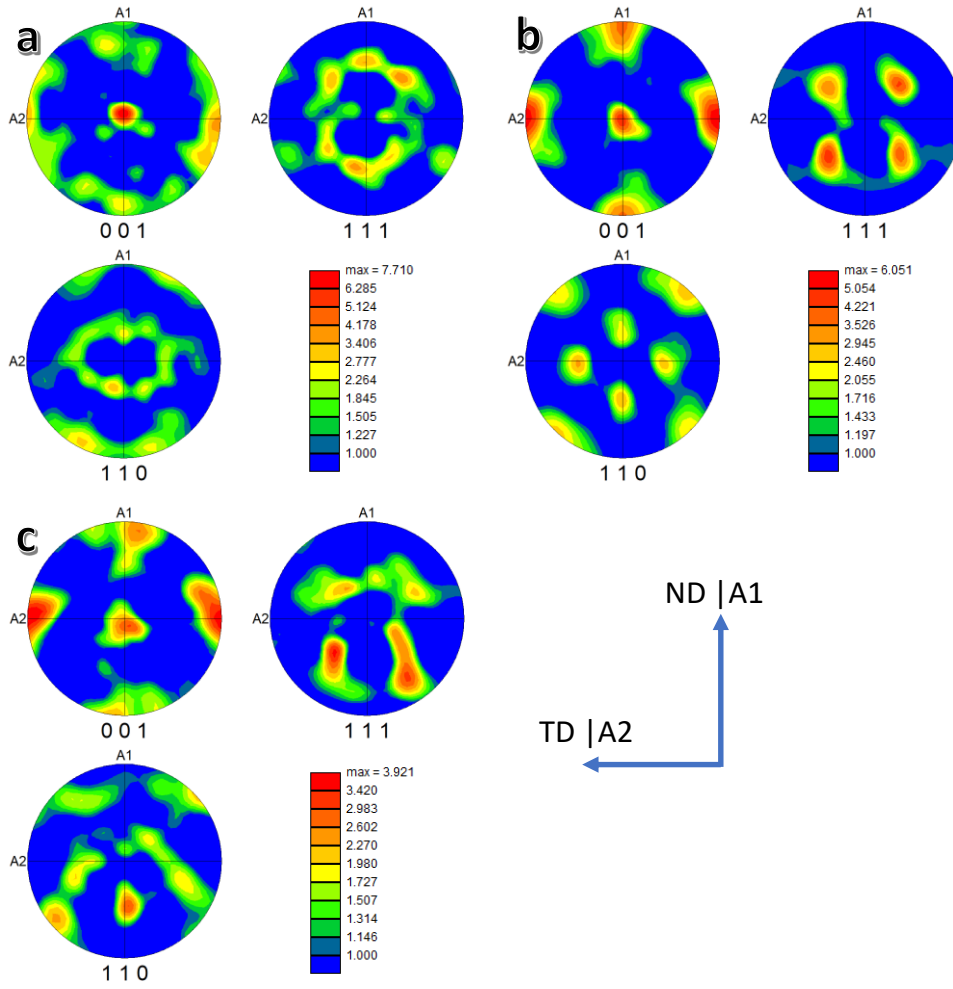 a
A1
A2
0 0 1
A1
A2
1 1 1
A1
A2
1 1 0
max = 7.710
6.285
5.124
4.178
3.406
2.777
2.264
1.845
1.505
1.227
1.000
b
A1
A2
0 0 1
A1
A2
1 1 1
A1
A2
1 1 0
max = 6.051
5.054
4.221
3.526
2.945
2.460
2.055
1.716
1.433
1.197
1.000
c
A1
A2
0 0 1
A1
A2
1 1 1
A1
A2
1 1 0
max = 3.921
3.420
2.983
2.602
2.270
1.980
1.727
1.507
1.314
1.146
1.000
ND |A1
TD |A2